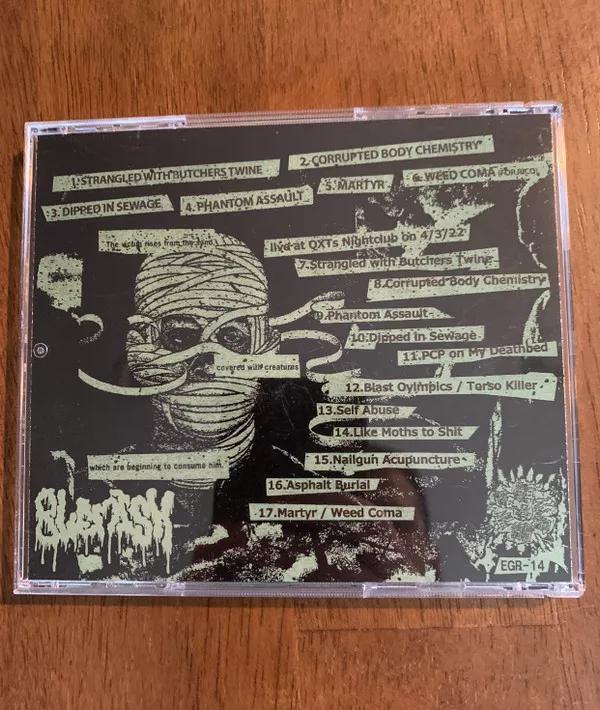 1. STRANGLED WITH BUTCHERS TWINE
2. CORRUPTED BODY CHEMISTRY
3. DIPPED IN SEWAGE
4. PHANTOM ASSAULT
5. MARTYR
6. WEED COMA (FOR RICO)
The victim rises from the
live at QXTs Nightclub on 4/3/22
7.Strangled with Butchers Twine
8.Corrupted Body Chemistry
9.Phantom Assault
10.Dipped in Sewage
covered with creatures
11.PCP on My Deathbed
12.Blast Oylmpics / Torso Killer
13.Self Abuse
14.Like Moths to Shit
which are beginning to consume him.
15.Nailgun Acupuncture
16.Asphalt Burial
17.Martyr / Weed Coma
EGR-14